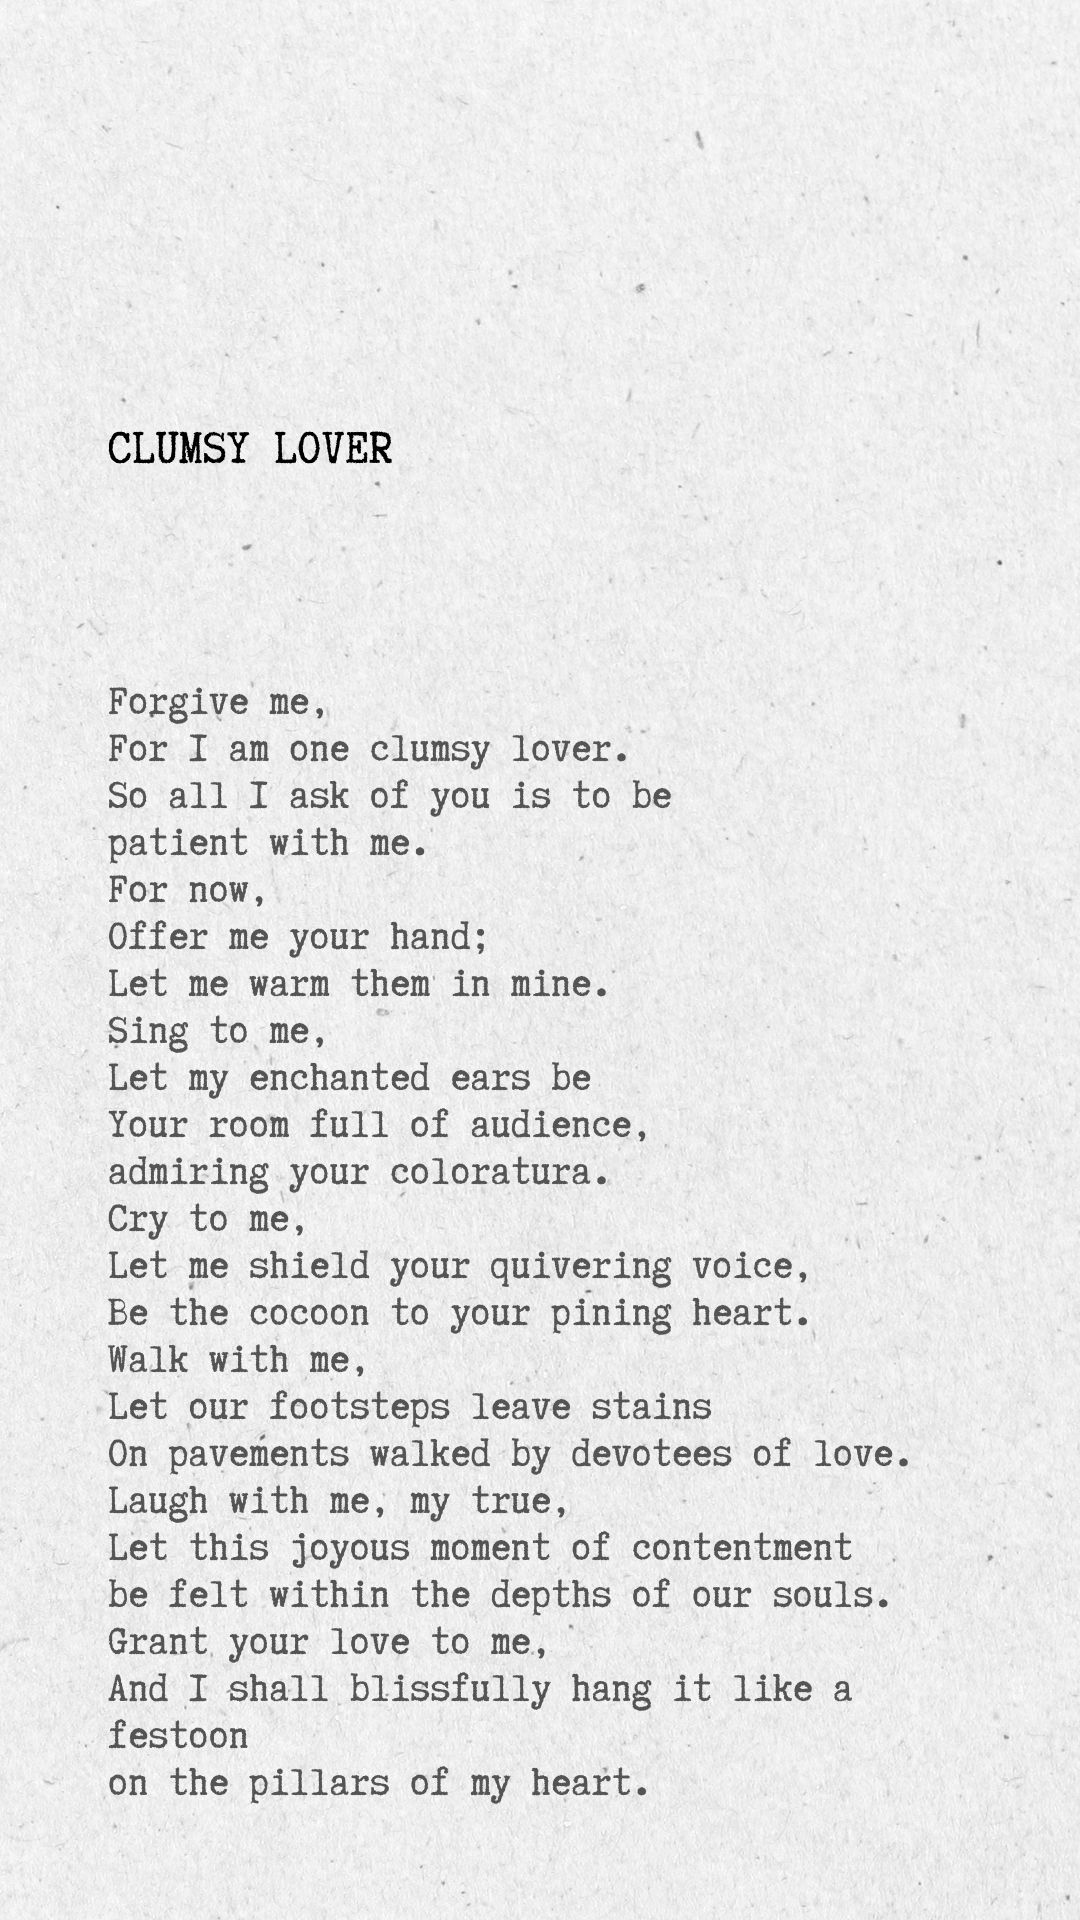 CLUMSY LOVER
Forgive me,
For I am one clumsy lover.
So all I ask of you is to be
patient with me.
For now,
Offer me your hand;
Let me warm them in mine.
Sing to me,
Let my enchanted ears be
Your room full of audience,
admiring your coloratura.
Cry to me,
Let me shield your quivering voice,
Be the cocoon to your pining heart.
Walk with me,
Let our footsteps leave stains
On pavements walked by devotees of love.
Laugh with me, my true,
Let this joyous moment of contentment
be felt within the depths of our souls.
Grant your love to me,
And I shall blissfully hang it like a
festoon
on the pillars of my heart.